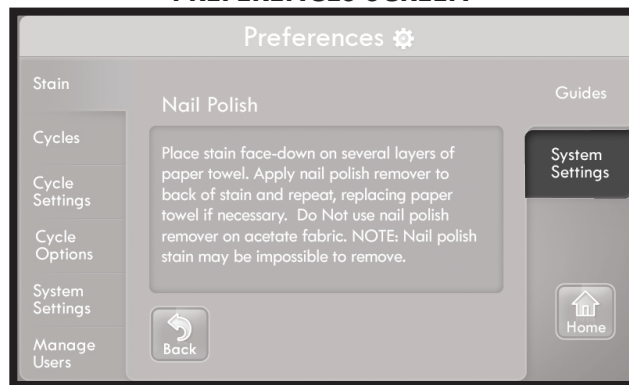 Preferences
Stain
Cycles
Cycle
Settings
Cycle
Options
System
Settings
Manage
Users
Nail Polish
Place stain face-down on several layers of
paper towel. Apply nail polish remover to
back of stain and repeat, replacing paper
towel if necessary. Do Not use nail polish
remover on acetate fabric. NOTE: Nail polish
stain may be impossible to remove.
Back
Guides
System
Settings
Home